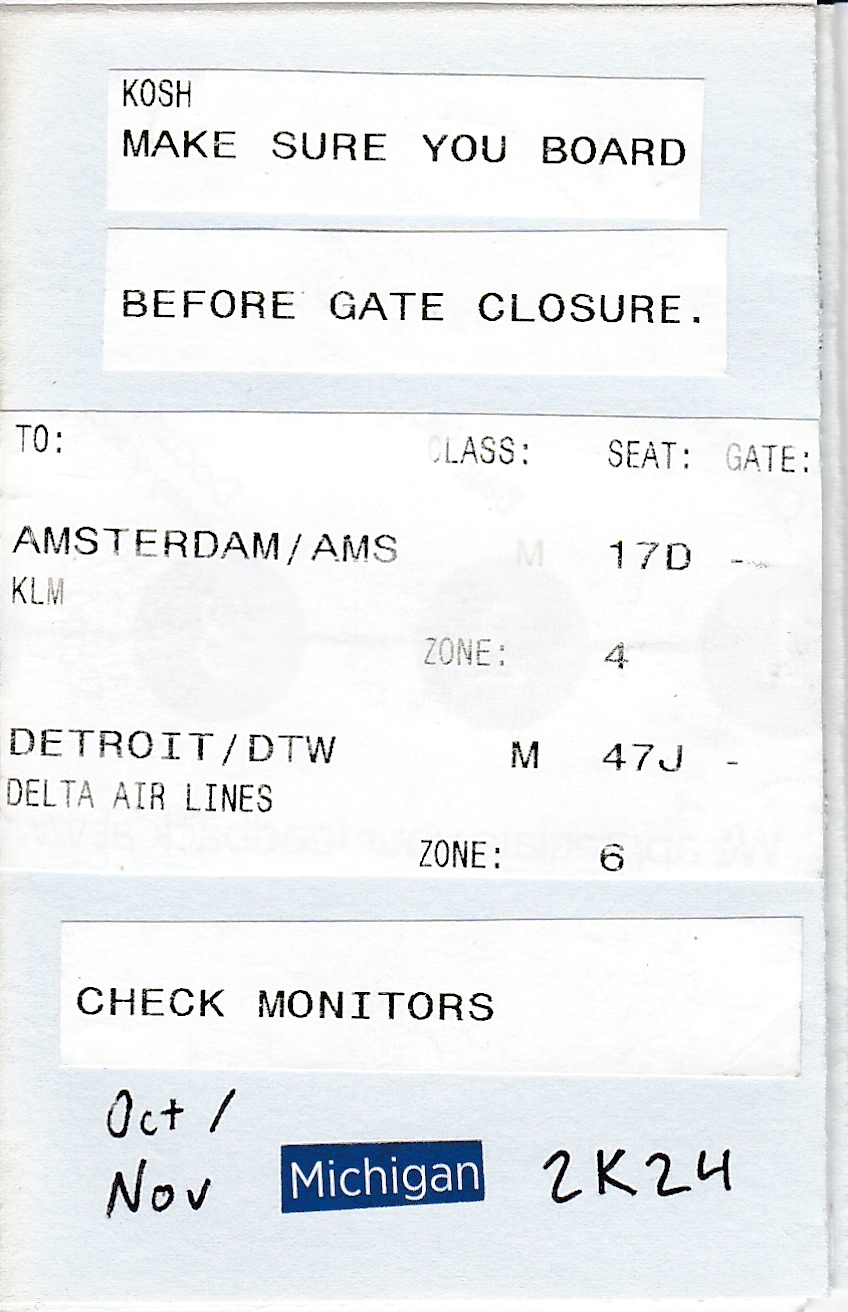 KOSH
MAKE SURE YOU BOARD
BEFORE GATE CLOSURE.
TO: CLASS: SEAT: GATE:
AMSTERDAM/AMS M 17D -
KLM
ZONE: 4
DETROIT/DTW M 47J -
DELTA AIR LINES
ZONE: 6
CHECK MONITORS
Oct /
Nov Michigan 2K24